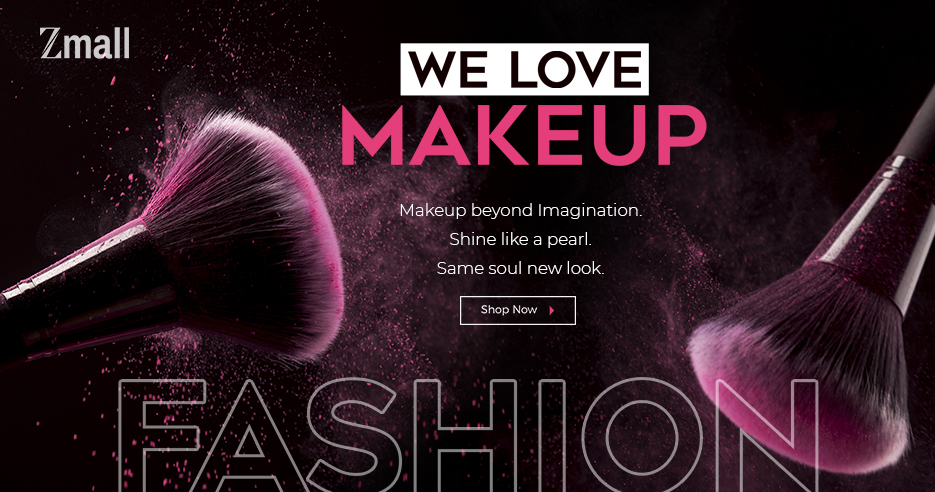 Zmall
WE LOVE
MAKEUP
Makeup beyond Imagination.
Shine like a pearl.
Same soul new look.
Shop Now
FASHION